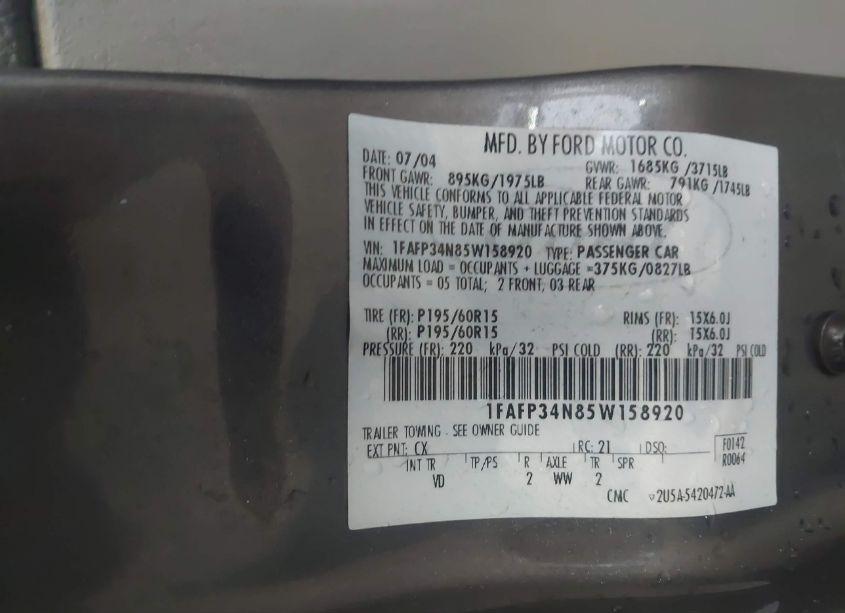 MFD. BY FORD MOTOR CO.
DATE: 07/04 GVWR: 1685KG /3715LB
FRONT GAWR: 895KG/1975LB REAR GAWR: 791KG /1745LB
THIS VEHICLE CONFORMS TO ALL APPLICABLE FEDERAL MOTOR
VEHICLE SAFETY, BUMPER, AND THEFT PREVENTION STANDARDS
IN EFFECT ON THE DATE OF MANUFACTURE SHOWN ABOVE.
VIN: 1FAFP34N85W158920 TYPE: PASSENGER CAR
MAXIMUM LOAD = OCCUPANTS + LUGGAGE =375KG/0827LB
OCCUPANTS = 05 TOTAL; 2 FRONT, 03 REAR
TIRE (FR): P195/60R15 RIMS (FR): 15X6.0J
(RR): P195/60R15 (RR): 15X6.0J
PRESSURE (FR): 220 kPa/32 PSI COLD (RR): 220 kPa/32 PSI COLD
1FAFP34N85W158920
TRAILER TOWING - SEE OWNER GUIDE
EXT PNT: CX RC: 21 DSO: F0142
R0064
INT TR TP/PS R AXLE TR SPR
VD 2 WW 2
CMC ▽2U5A-5420472-AA